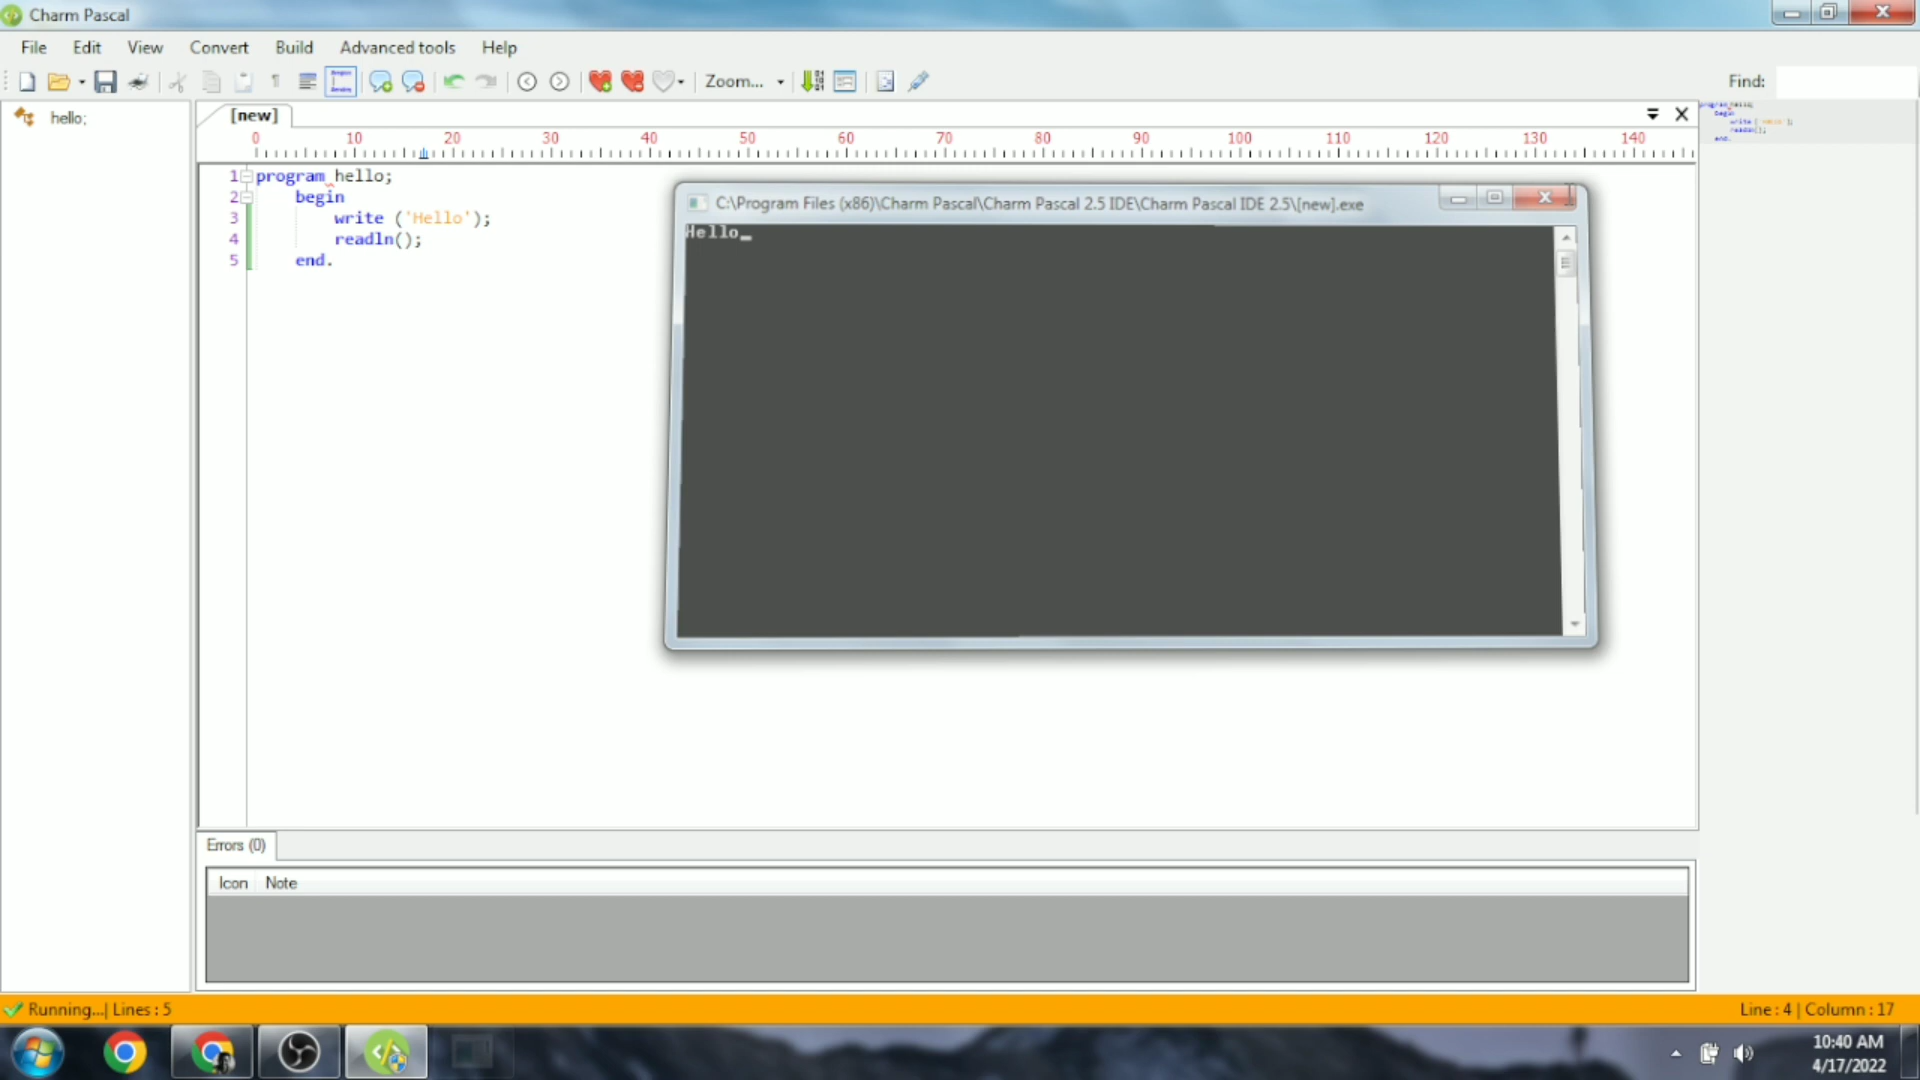 Charm Pascal
File Edit View Convert Build Advanced tools Help
Zoom... Find:
hello;
[new]
0 10 20 30 40 50 60 70 80 90 100 110 120 130 140
1 program hello;
2 begin
3 write ('Hello');
4 readln();
5 end.
C:\Program Files (x86)\Charm Pascal\Charm Pascal 2.5 IDE\Charm Pascal IDE 2.5\[new].exe
Hello_
Errors (0)
Icon Note
Running...| Lines : 5
Line : 4 | Column : 17
10:40 AM
4/17/2022